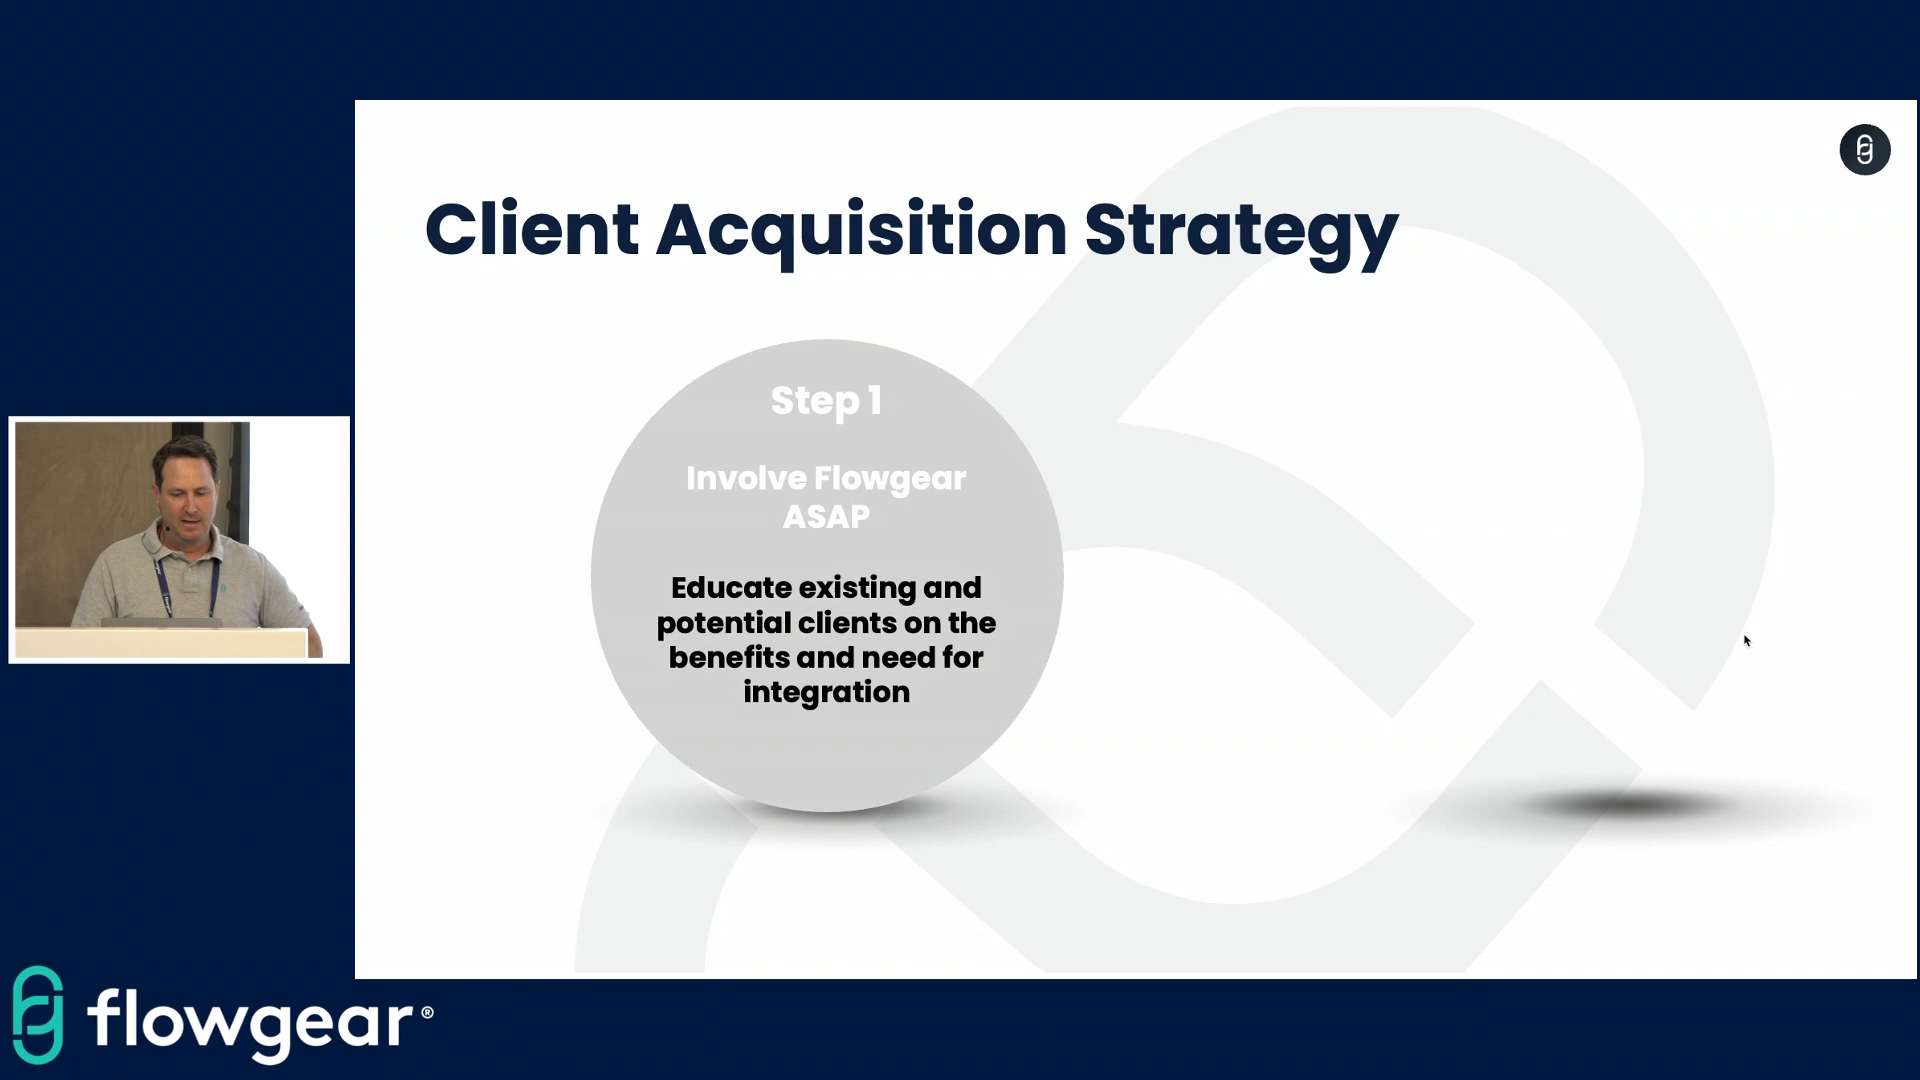 Client Acquisition Strategy
Step 1
Involve Flowgear
ASAP
Educate existing and
potential clients on the
benefits and need for
integration
flowgear®